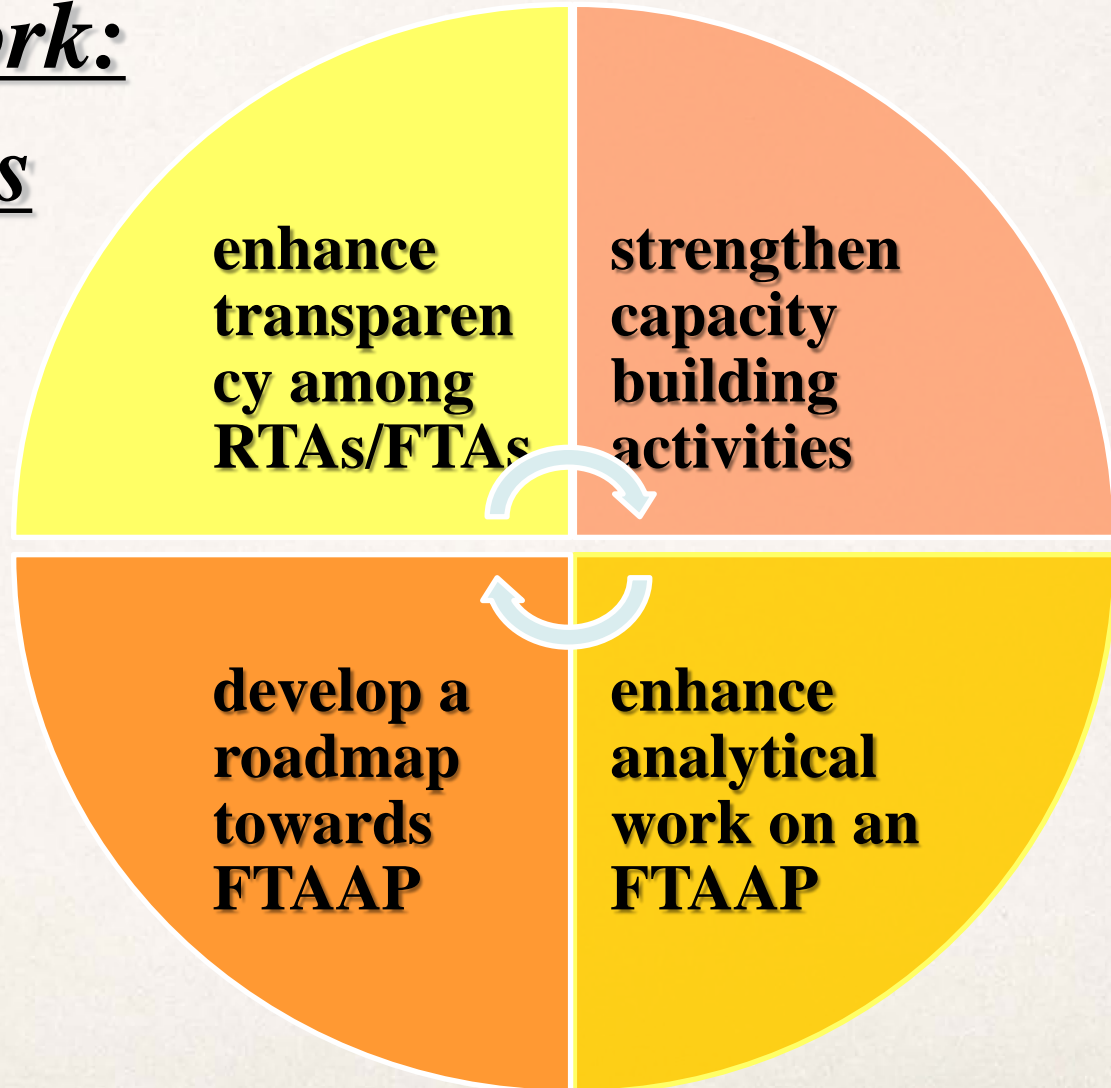 enhance
transparen
cy among
RTAs/FTAs
strengthen
capacity
building
activities
develop a
roadmap
towards
FTAAP
enhance
analytical
work on an
FTAAP